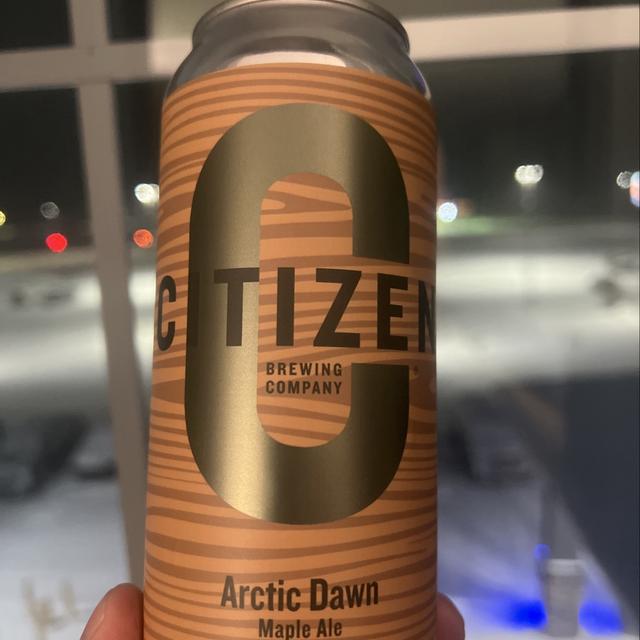 CITIZEN
BREWING
COMPANY
Arctic Dawn
Maple Ale